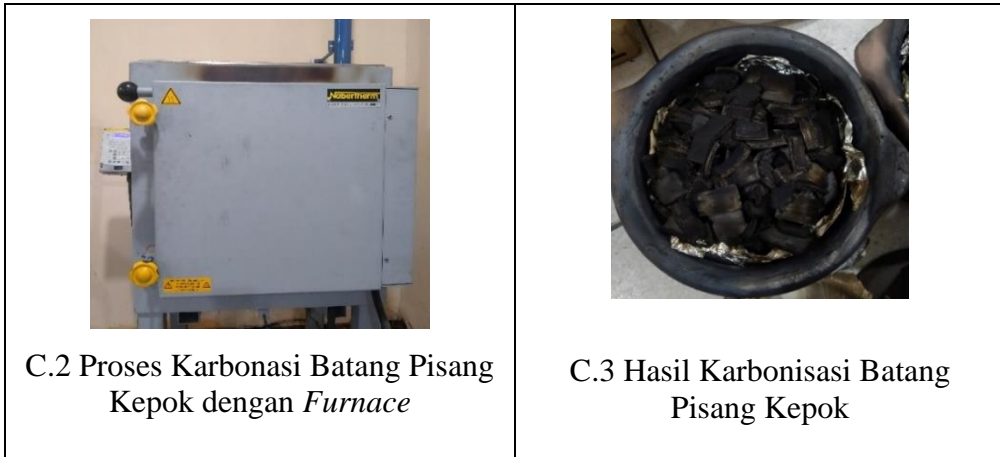 Nabertherm
C.2 Proses Karbonasi Batang Pisang
Kepok dengan Furnace
C.3 Hasil Karbonisasi Batang
Pisang Kepok